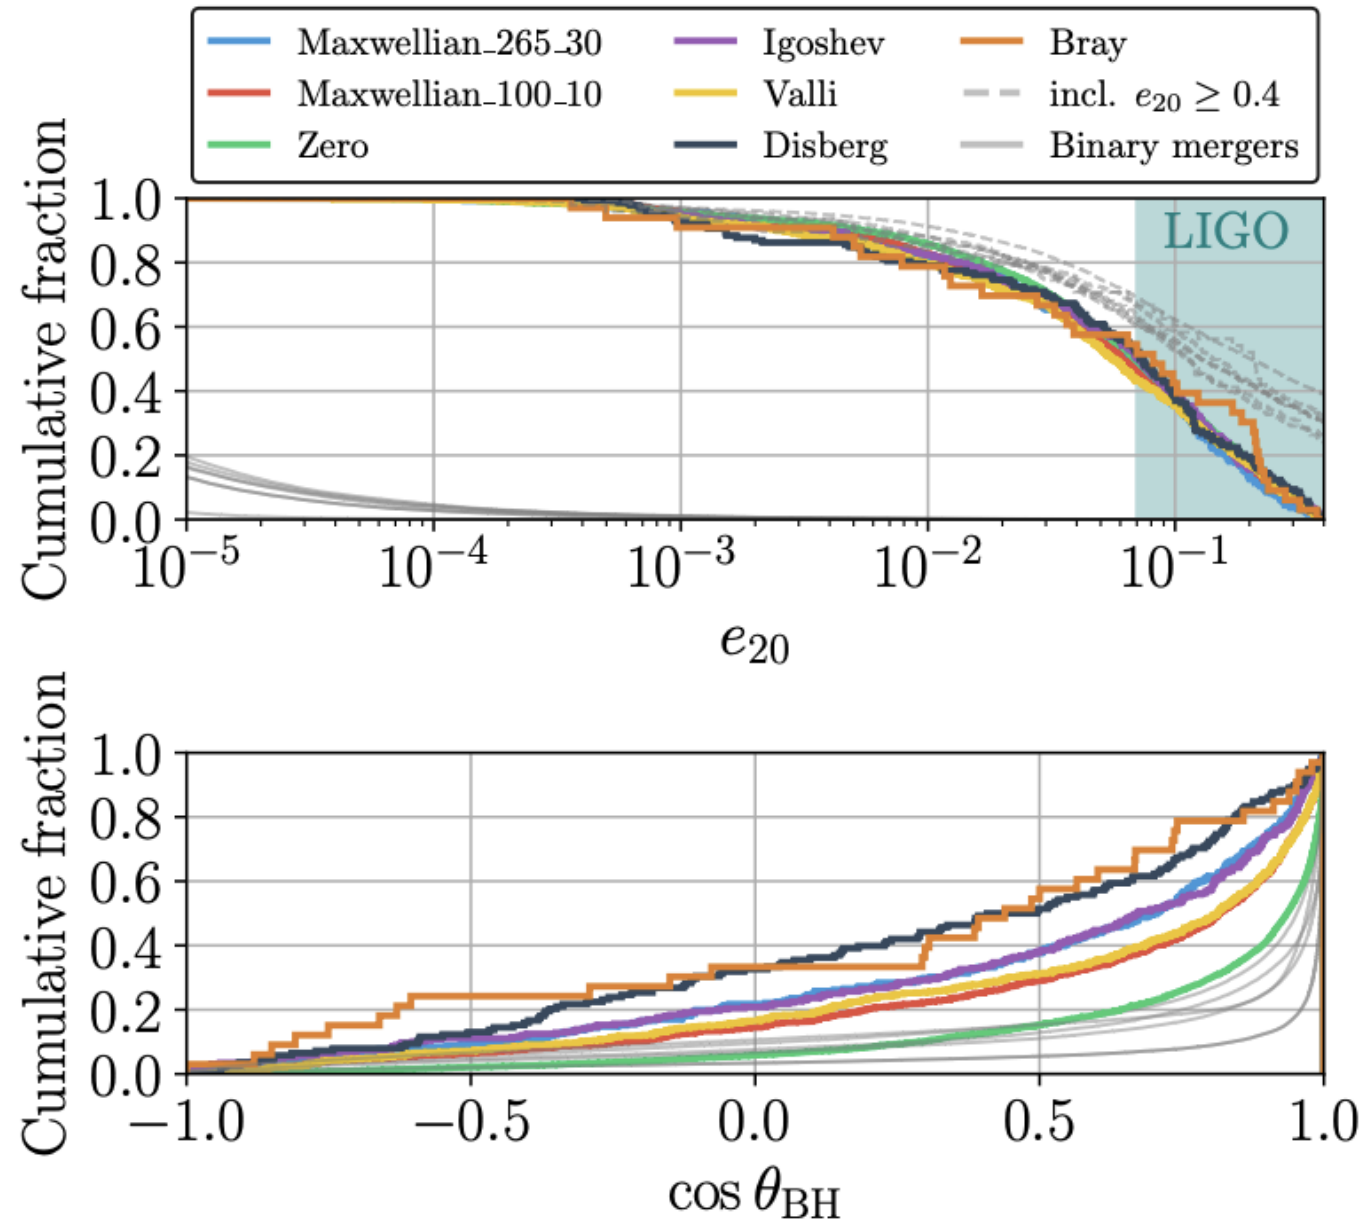 Maxwellian_265_30 Igoshev Bray
Maxwellian_100_10 Valli incl. e₂₀ ≥ 0.4
Zero Disberg Binary mergers
Cumulative fraction
1.0
0.8
0.6
0.4
0.2
0.0
LIGO
10⁻⁵ 10⁻⁴ 10⁻³ 10⁻² 10⁻¹
e₂₀
Cumulative fraction
1.0
0.8
0.6
0.4
0.2
0.0
−1.0 −0.5 0.0 0.5 1.0
cos θ_BH